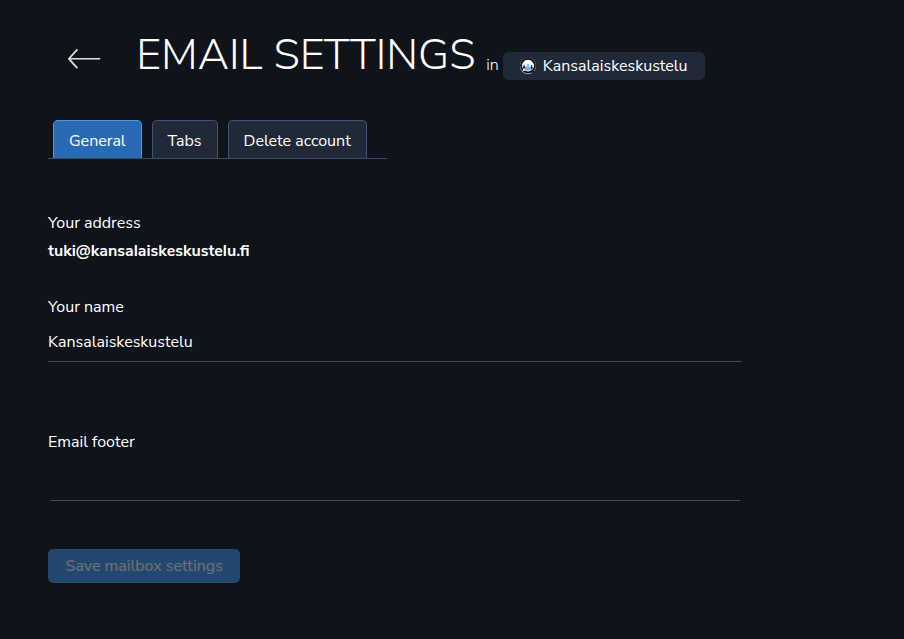 EMAIL SETTINGS in Kansalaiskeskustelu
General Tabs Delete account
Your address
tuki@kansalaiskeskustelu.fi
Your name
Kansalaiskeskustelu
Email footer
Save mailbox settings